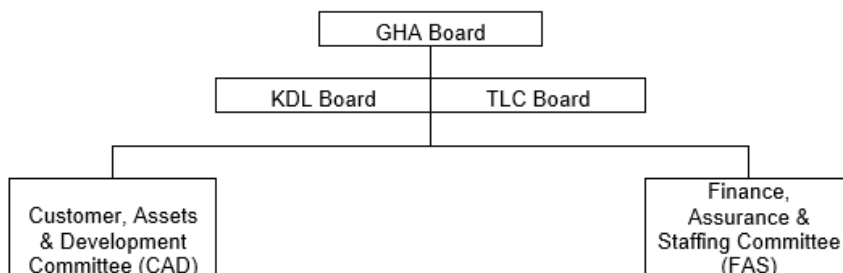 GHA Board
KDL Board
TLC Board
Customer, Assets
& Development
Committee (CAD)
Finance,
Assurance &
Staffing Committee
(FAS)